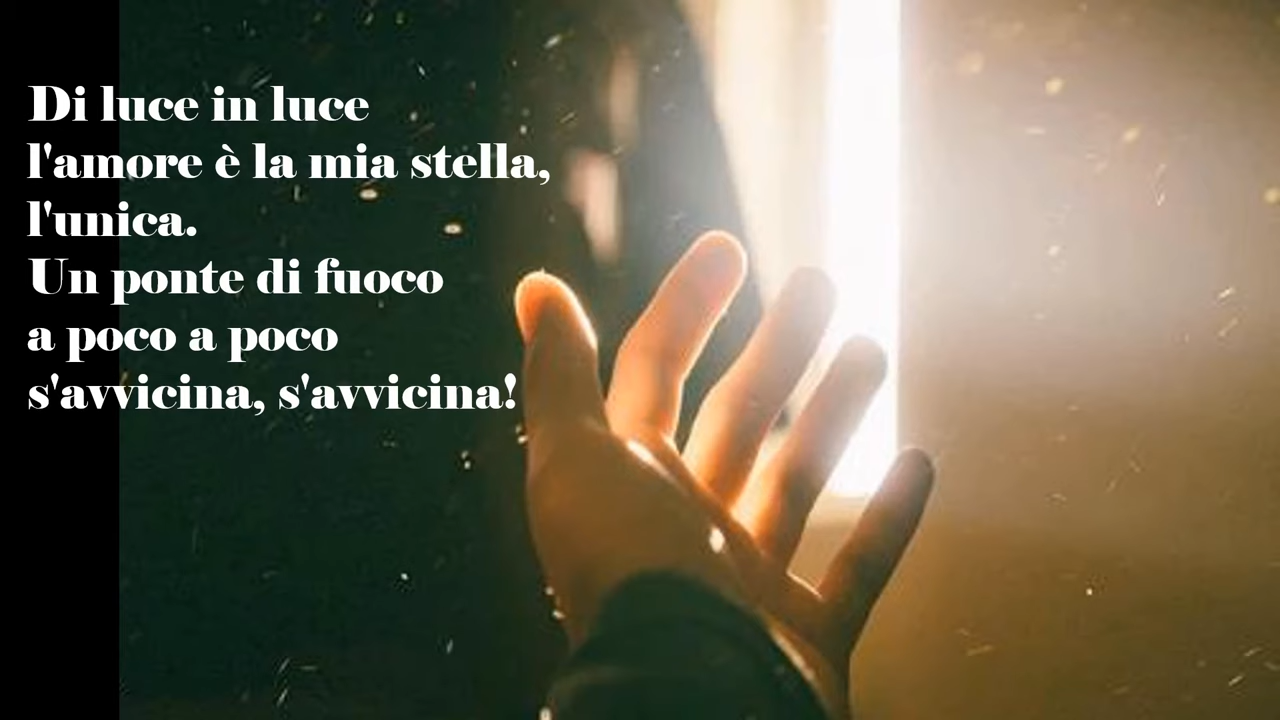 Di luce in luce
l'amore è la mia stella,
l'unica.
Un ponte di fuoco
a poco a poco
s'avvicina, s'avvicina!